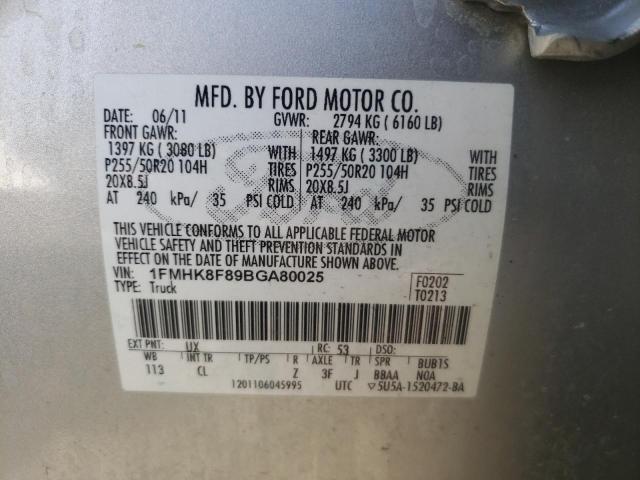 MFD. BY FORD MOTOR CO.
DATE: 06/11 GVWR: 2794 KG ( 6160 LB)
FRONT GAWR: REAR GAWR:
1397 KG ( 3080 LB) WITH 1497 KG ( 3300 LB) WITH
P255/50R20 104H TIRES P255/50R20 104H TIRES
20X8.5J RIMS 20X8.5J RIMS
AT 240 kPa/ 35 PSI COLD AT 240 kPa/ 35 PSI COLD
Ford
THIS VEHICLE CONFORMS TO ALL APPLICABLE FEDERAL MOTOR
VEHICLE SAFETY AND THEFT PREVENTION STANDARDS IN
EFFECT ON THE DATE OF MANUFACTURE SHOWN ABOVE.
VIN: 1FMHK8F89BGA80025 F0202
TYPE: Truck T0213
EXT PNT: UX RC: 53 DSO:
WB INT TR TP/PS R AXLE TR SPR BUBTS
113 CL Z 3F J BBAA NOA
1201106045995 UTC ▽5U5A-1520472-BA